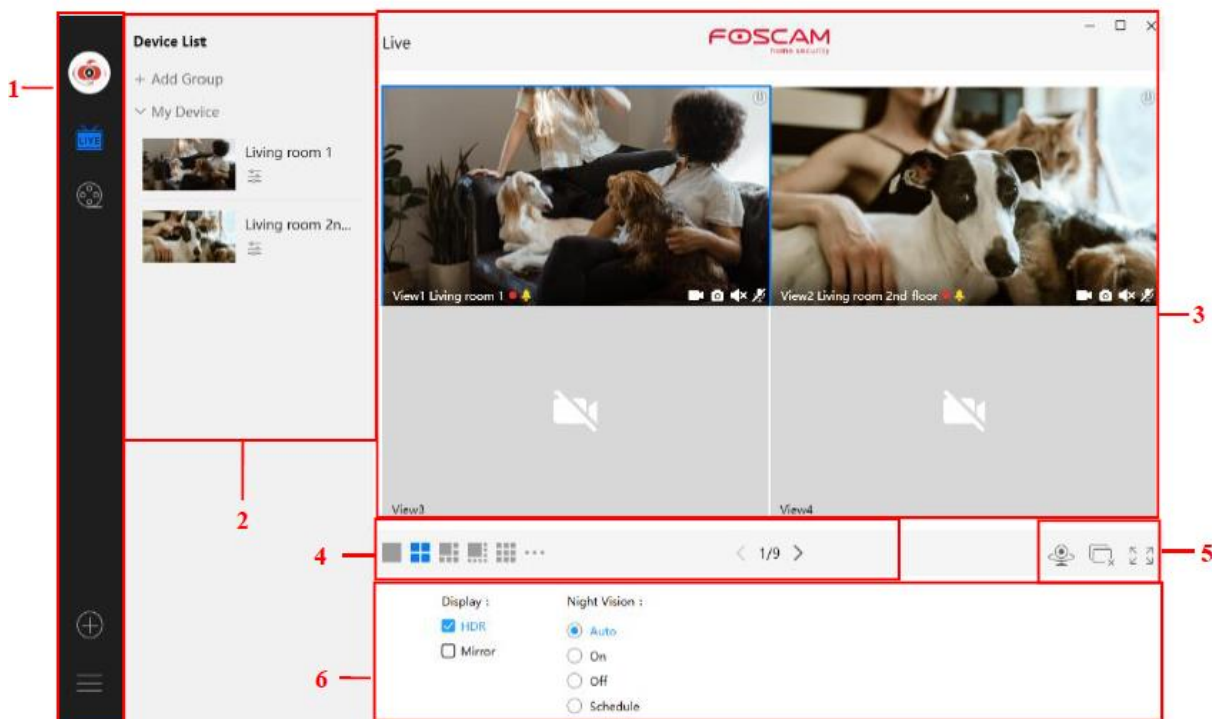 Device List
+ Add Group
My Device
Living room 1
Living room 2n...
LIVE
Live
FOSCAM
home security
View1 Living room 1
View2 Living room 2nd floor
View3
View4
1/9
Display :
HDR
Mirror
Night Vision :
Auto
On
Off
Schedule
1
2
3
4
5
6